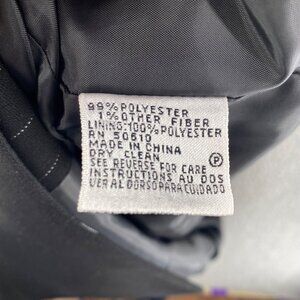 99% POLYESTER
1% OTHER FIBER
LINING: 100% POLYESTER
RN 50610
MADE IN CHINA
DRY CLEAN
SEE REVERSE FOR CARE
INSTRUCTIONS AU DOS
VER AL DORSO PARA CUIDADO
P